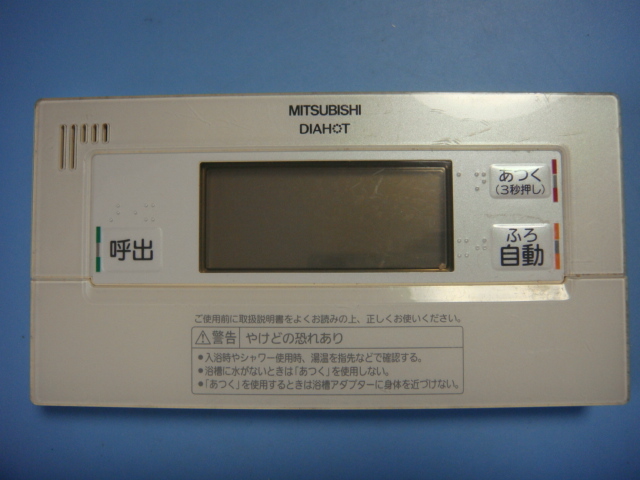 MITSUBISHI
DIAHOT
あつく
(3秒押し)
呼出
ふろ
自動
ご使用前に取扱説明書をよくお読みの上、正しくお使いください。
警告 やけどの恐れあり
●入浴時やシャワー使用時、湯温を指先などで確認する。
●浴槽に水がないときは「あつく」を使用しない。
●「あつく」を使用するときは浴槽アダプターに身体を近づけない。